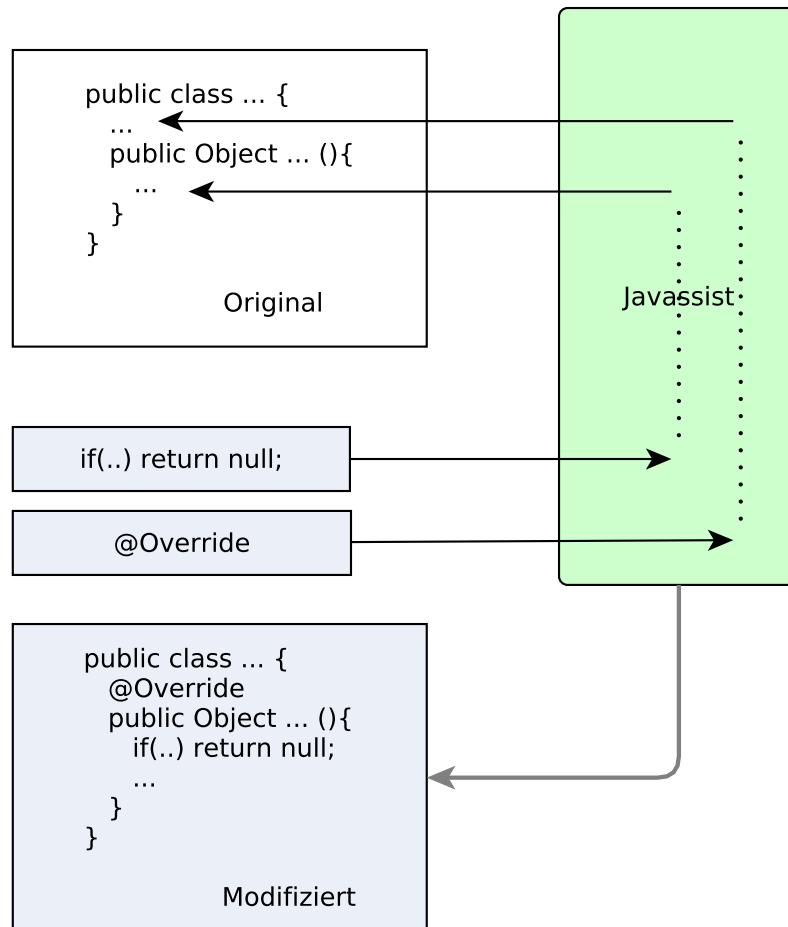 public class ... {
...
public Object ... (){
...
}
}
Original
Javassist
if(..) return null;
@Override
public class ... {
@Override
public Object ... (){
if(..) return null;
...
}
}
Modifiziert